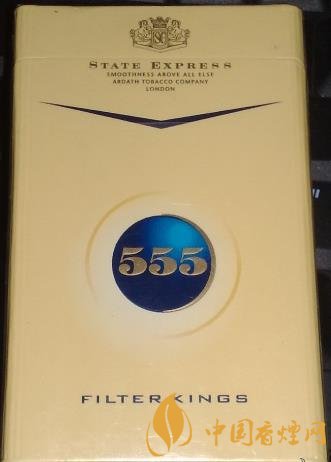 STATE EXPRESS
SMOOTHNESS ABOVE ALL ELSE
ARDATH TOBACCO COMPANY
LONDON
555
FILTER KINGS
中国香烟网